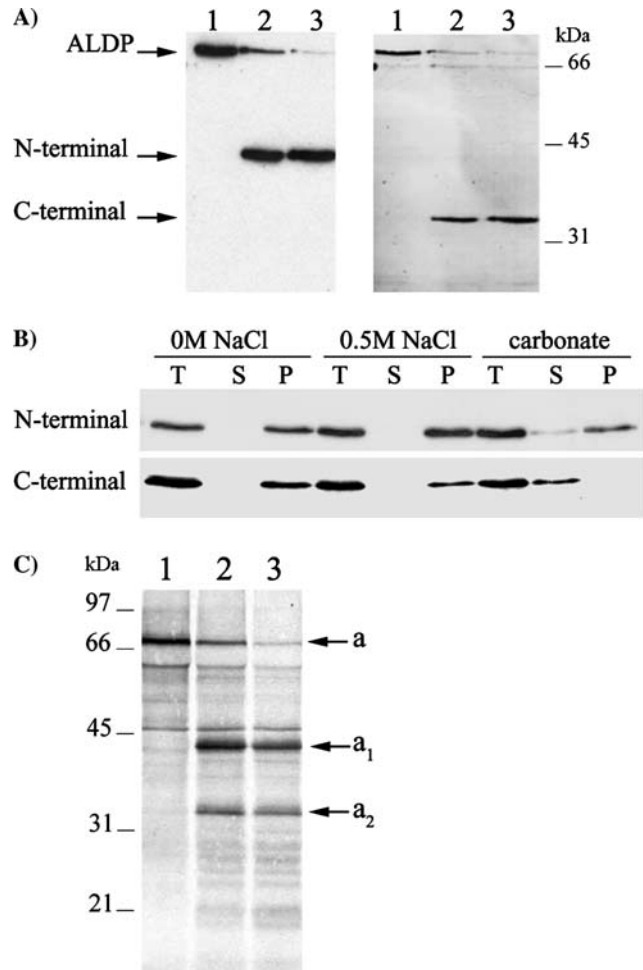 A)
1 2 3 1 2 3
ALDP
kDa
66
45
N-terminal
C-terminal
31
B)
0M NaCl 0.5M NaCl carbonate
T S P T S P T S P
N-terminal
C-terminal
C)
kDa 1 2 3
97
66 a
45
a1
a2
31
21